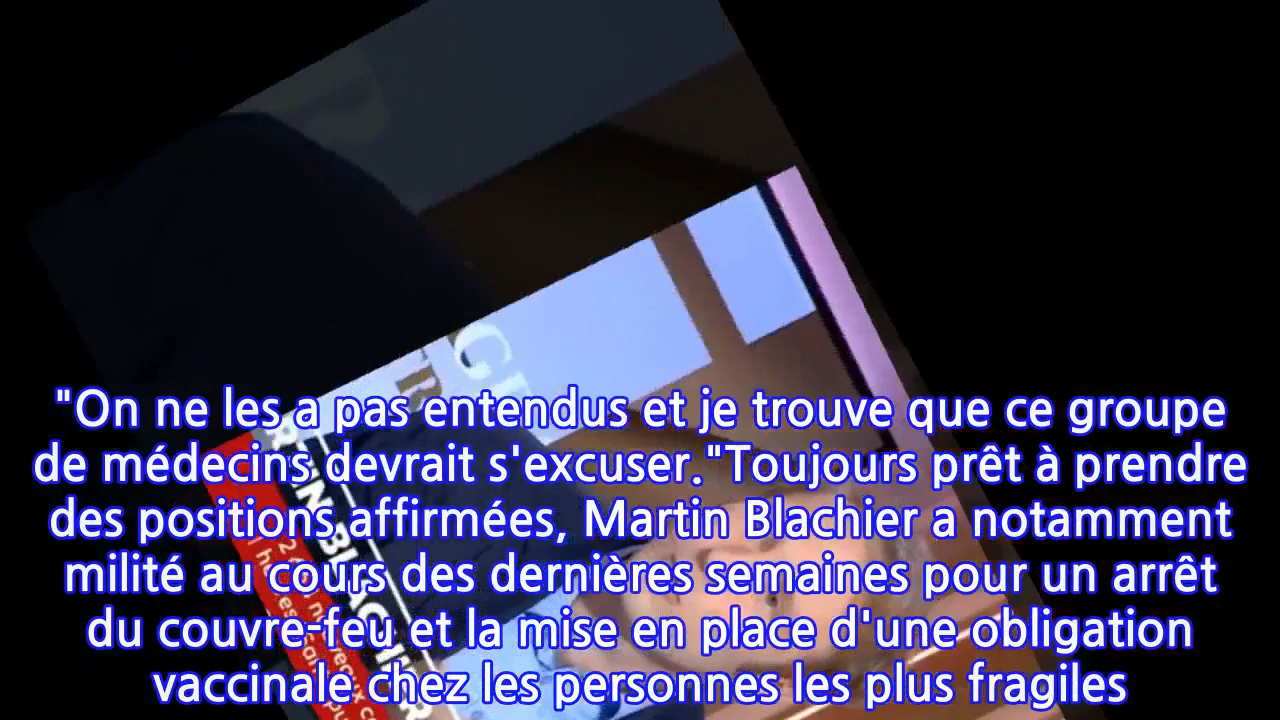 "On ne les a pas entendus et je trouve que ce groupe
de médecins devrait s'excuser."Toujours prêt à prendre
des positions affirmées, Martin Blachier a notamment
milité au cours des dernières semaines pour un arrêt
du couvre-feu et la mise en place d'une obligation
vaccinale chez les personnes les plus fragiles